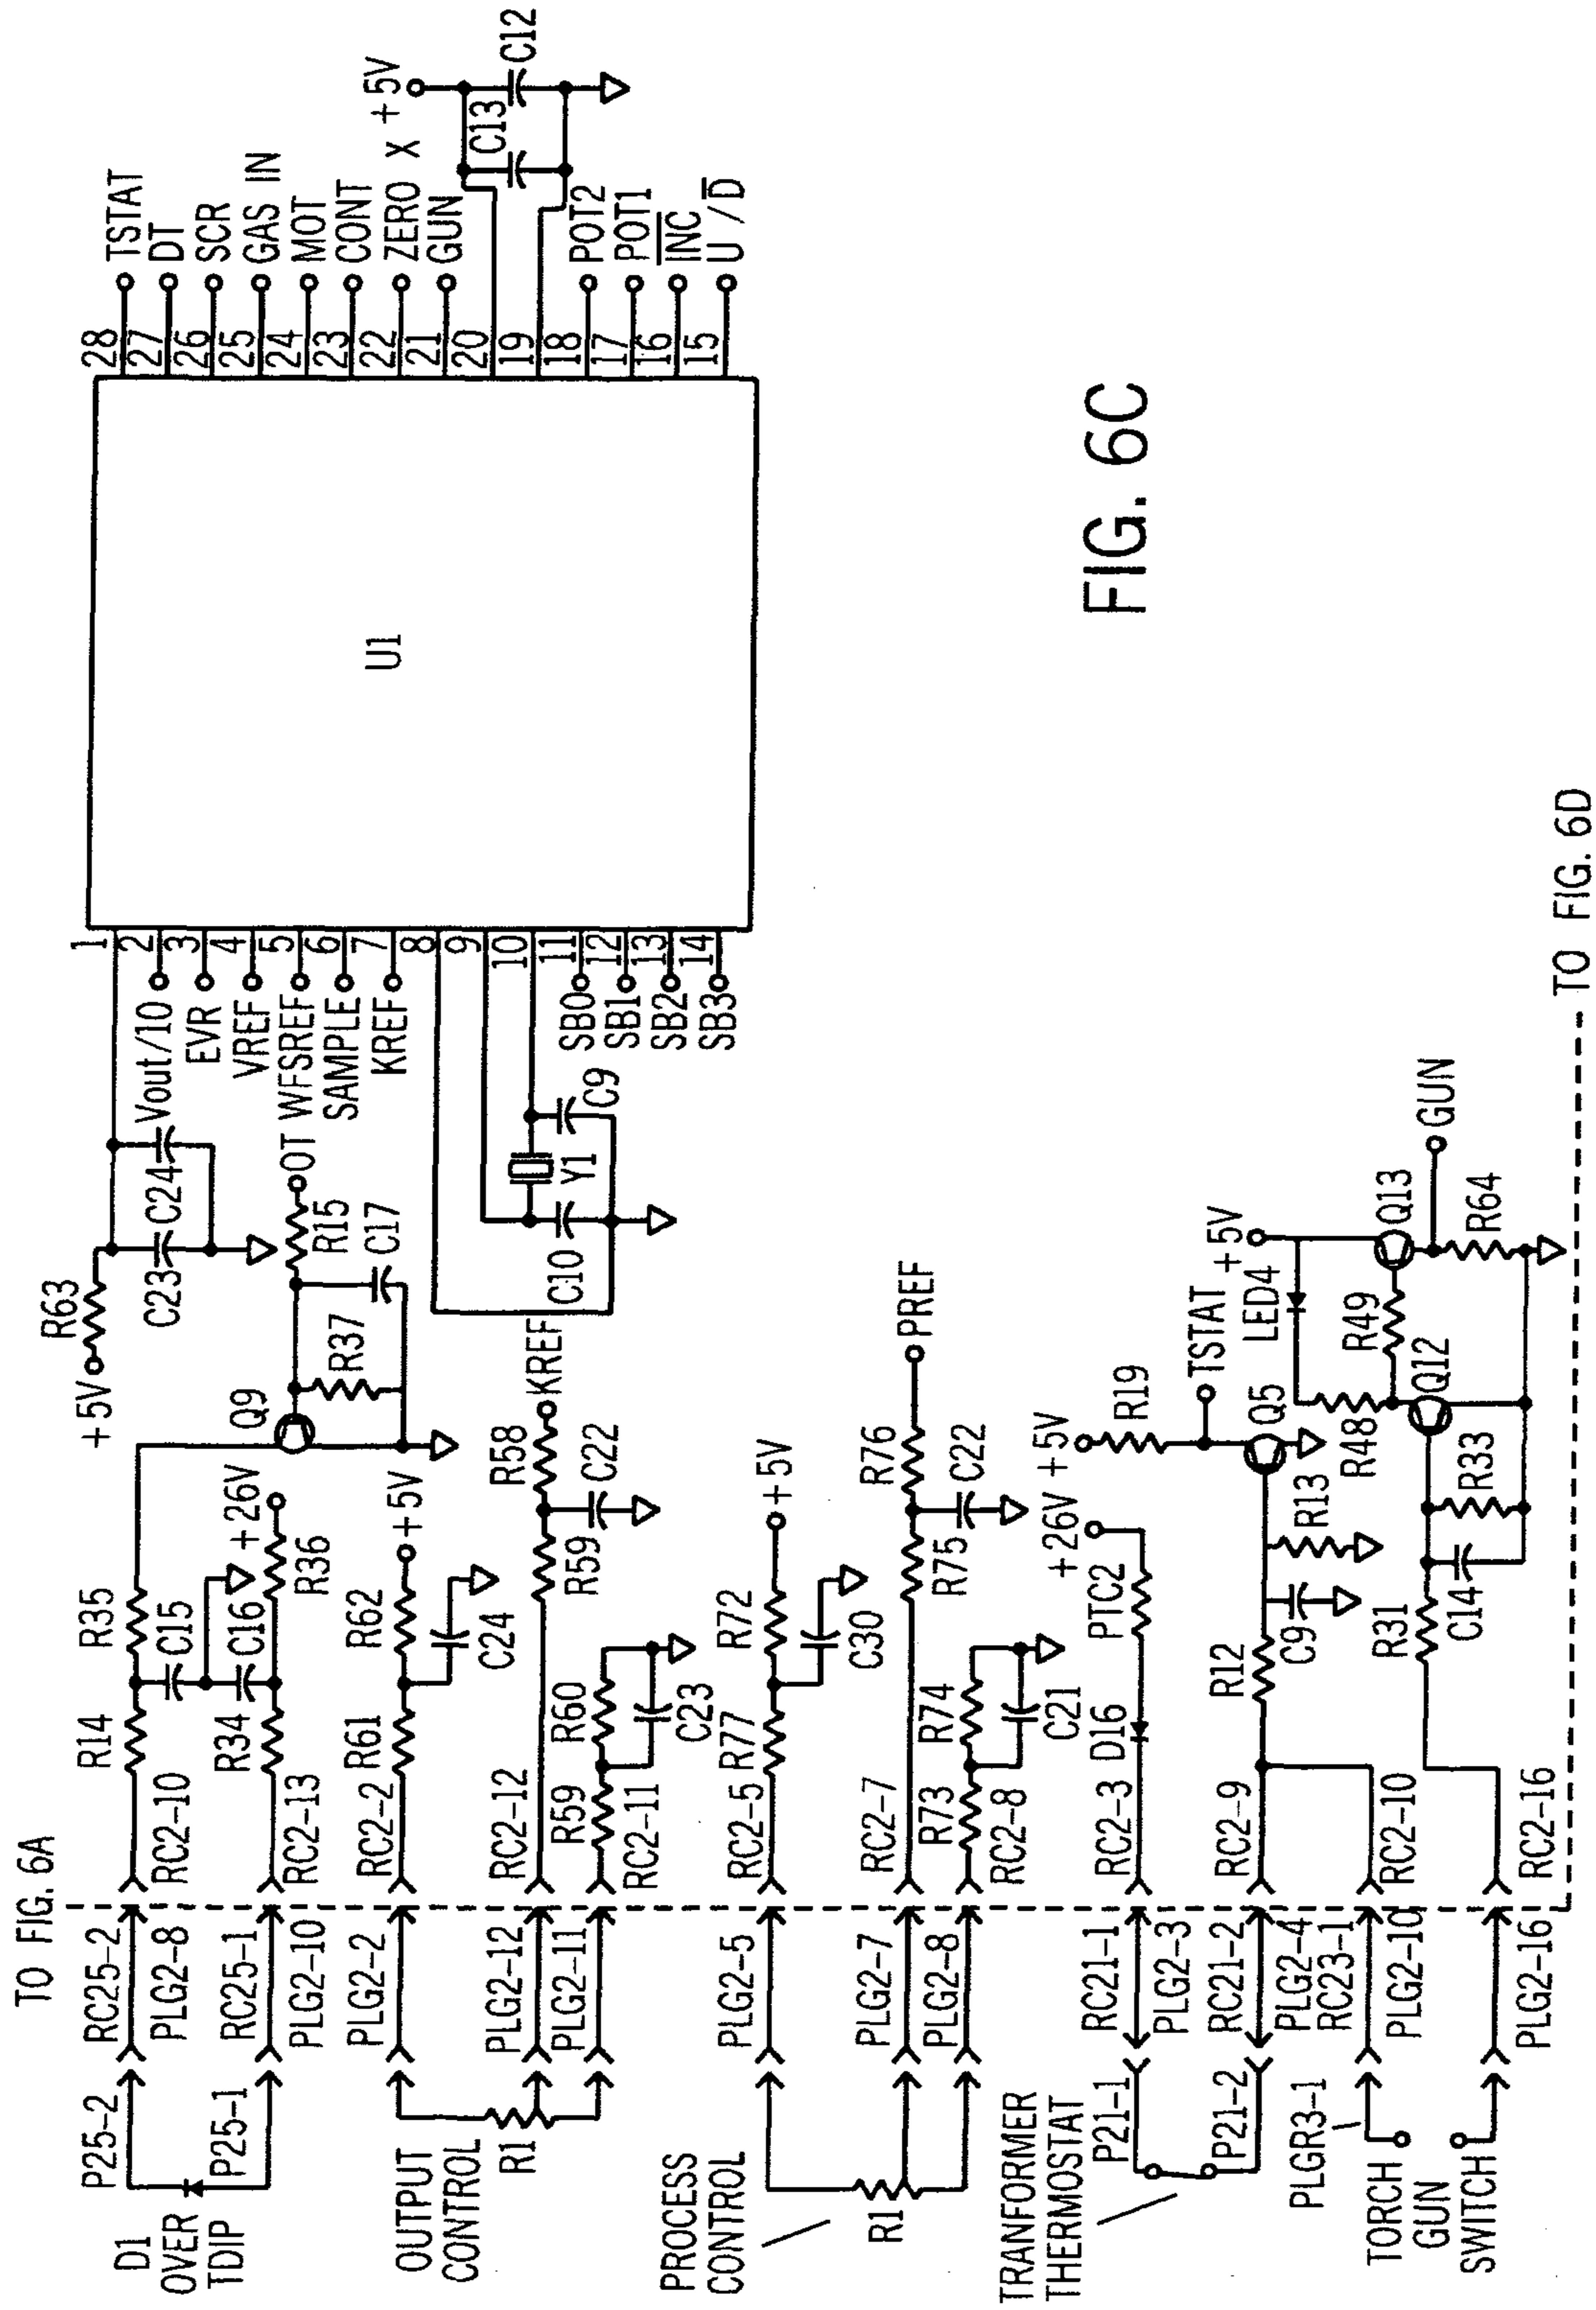 TO FIG. 6A
D1
OVER
TDIP
P25-2
P25-1
RC25-2
PLG2-8
RC25-1
PLG2-10
RC2-10
RC2-13
R14
R35
C15
C16
R34
R36
+26V
Q9
R37
R15
OT
C17
+5V
R63
C23
C24
OUTPUT
CONTROL
R1
PLG2-2
PLG2-12
PLG2-11
RC2-2
RC2-12
RC2-11
R61
R62
+5V
C24
R59
R58
KREF
C22
R59
R60
C23
Vout/10
EVR
VREF
WFSREF
SAMPLE
KREF
SB0
SB1
SB2
SB3
1
2
3
4
5
6
7
8
9
10
11
12
13
14
C10
Y1
C9
U1
28
27
26
25
24
23
22
21
20
19
18
17
16
15
TSTAT
DT
SCR
GAS IN
MOT
CONT
ZERO X
GUN
+5V
C13
C12
POT2
POT1
INC
U/D
PROCESS
CONTROL
R1
PLG2-5
PLG2-7
PLG2-8
RC2-5
RC2-7
RC2-8
R77
R72
+5V
C30
R75
R76
PREF
C22
R73
R74
C21
TRANFORMER
THERMOSTAT
P21-1
P21-2
RC21-1
PLG2-3
RC21-2
PLG2-4
RC2-3
RC2-9
D16
PTC2
+26V
+5V
R19
TSTAT
Q5
R12
C9
R13
TORCH
GUN
SWITCH
PLGR3-1
RC23-1
PLG2-10
PLG2-16
RC2-10
RC2-16
R31
C14
R33
Q12
R48
R49
LED4
+5V
Q13
GUN
R64
TO FIG. 6D
FIG. 6C